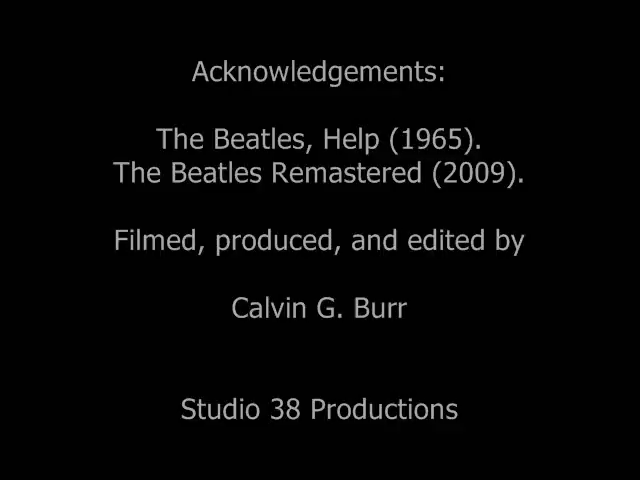 Acknowledgements:
The Beatles, Help (1965).
The Beatles Remastered (2009).
Filmed, produced, and edited by
Calvin G. Burr
Studio 38 Productions